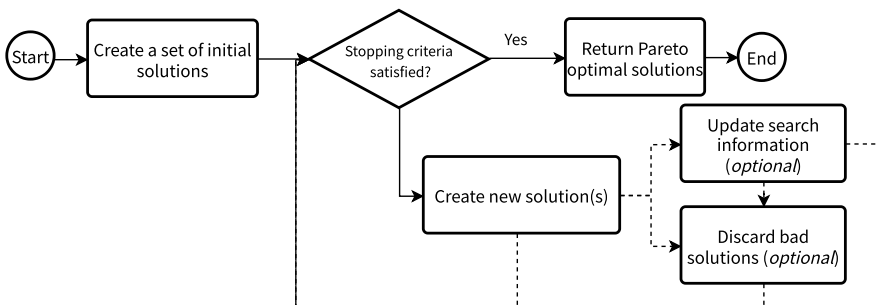 Start
Create a set of initial
solutions
Stopping criteria
satisfied?
Yes
Return Pareto
optimal solutions
End
Create new solution(s)
Update search
information
(optional)
Discard bad
solutions (optional)